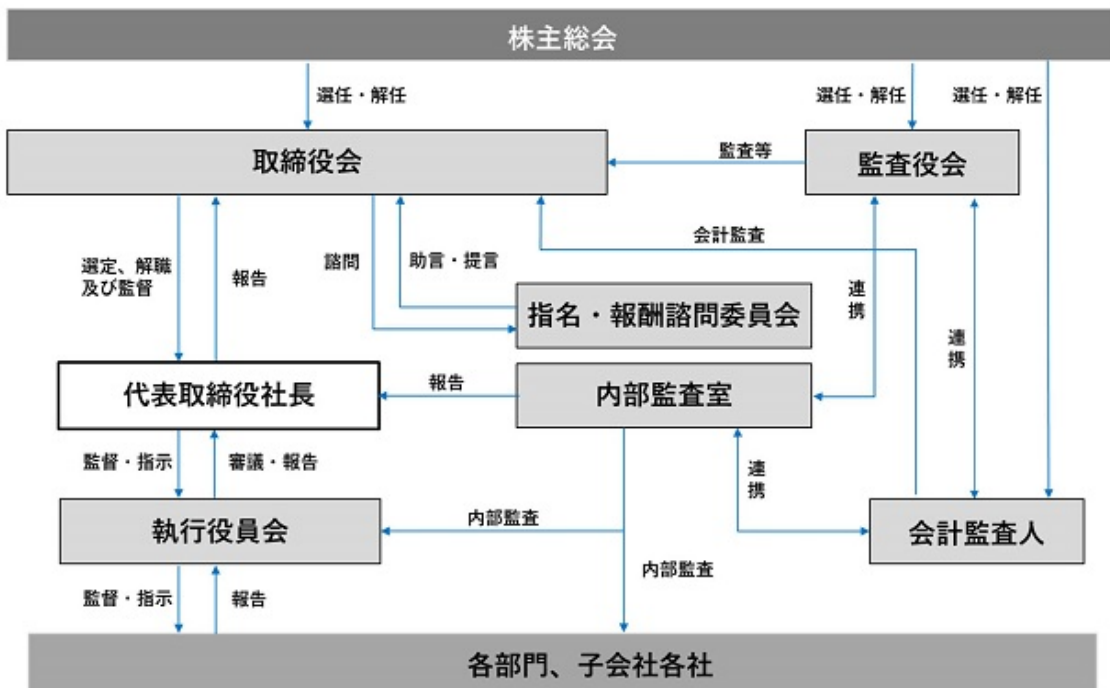 株主総会
選任・解任
選任・解任
選任・解任
取締役会
監査等
監査役会
会計監査
選定、解職
及び監督
報告
諮問
助言・提言
連携
連携
指名・報酬諮問委員会
代表取締役社長
報告
内部監査室
監督・指示
審議・報告
連携
執行役員会
内部監査
会計監査人
内部監査
監督・指示
報告
各部門、子会社各社